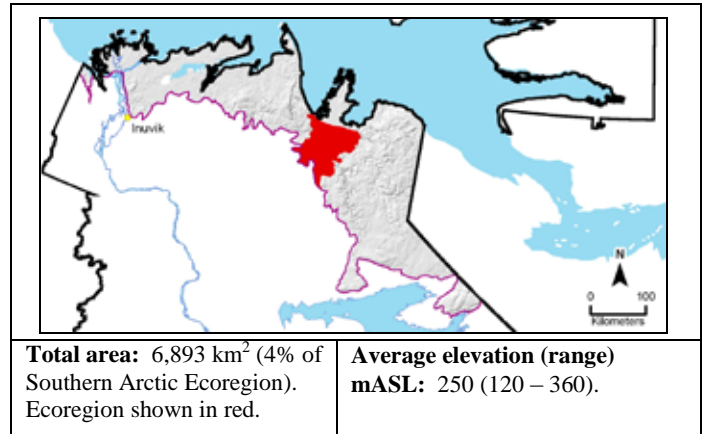 Inuvik
N
0 100
Kilometers
Total area: 6,893 km² (4% of
Southern Arctic Ecoregion).
Ecoregion shown in red.
Average elevation (range)
mASL: 250 (120 – 360).